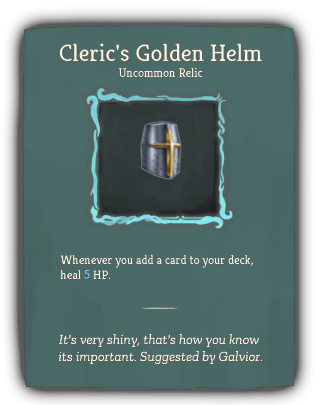 Cleric's Golden Helm
Uncommon Relic
Whenever you add a card to your deck,
heal 5 HP.
It's very shiny, that's how you know
its important. Suggested by Galvior.